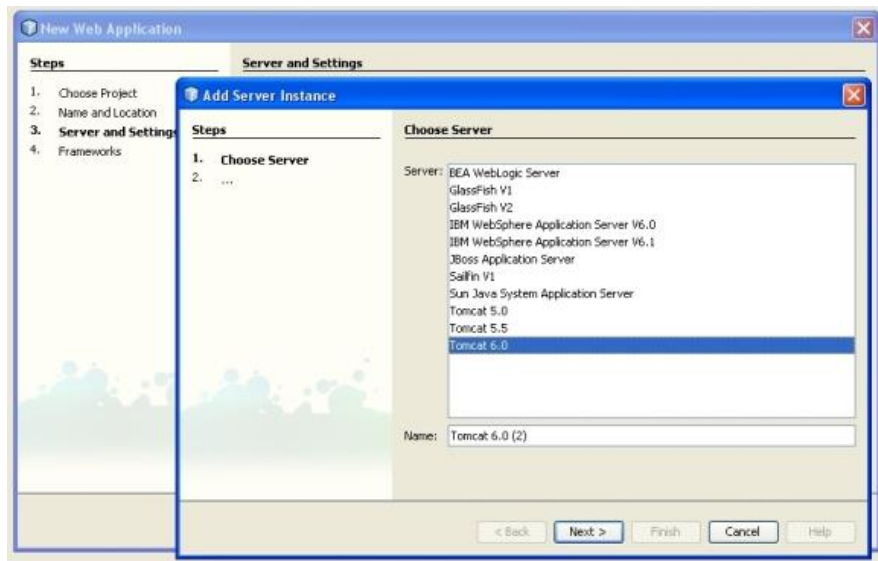 New Web Application
Steps
Server and Settings
1. Choose Project
2. Name and Location
3. Server and Settings
4. Frameworks
Add Server Instance
Steps
1. Choose Server
2. ...
Choose Server
Server:
BEA WebLogic Server
GlassFish V1
GlassFish V2
IBM WebSphere Application Server V6.0
IBM WebSphere Application Server V6.1
JBoss Application Server
Sailfin V1
Sun Java System Application Server
Tomcat 5.0
Tomcat 5.5
Tomcat 6.0
Name: Tomcat 6.0 (2)
< Back Next > Finish Cancel Help